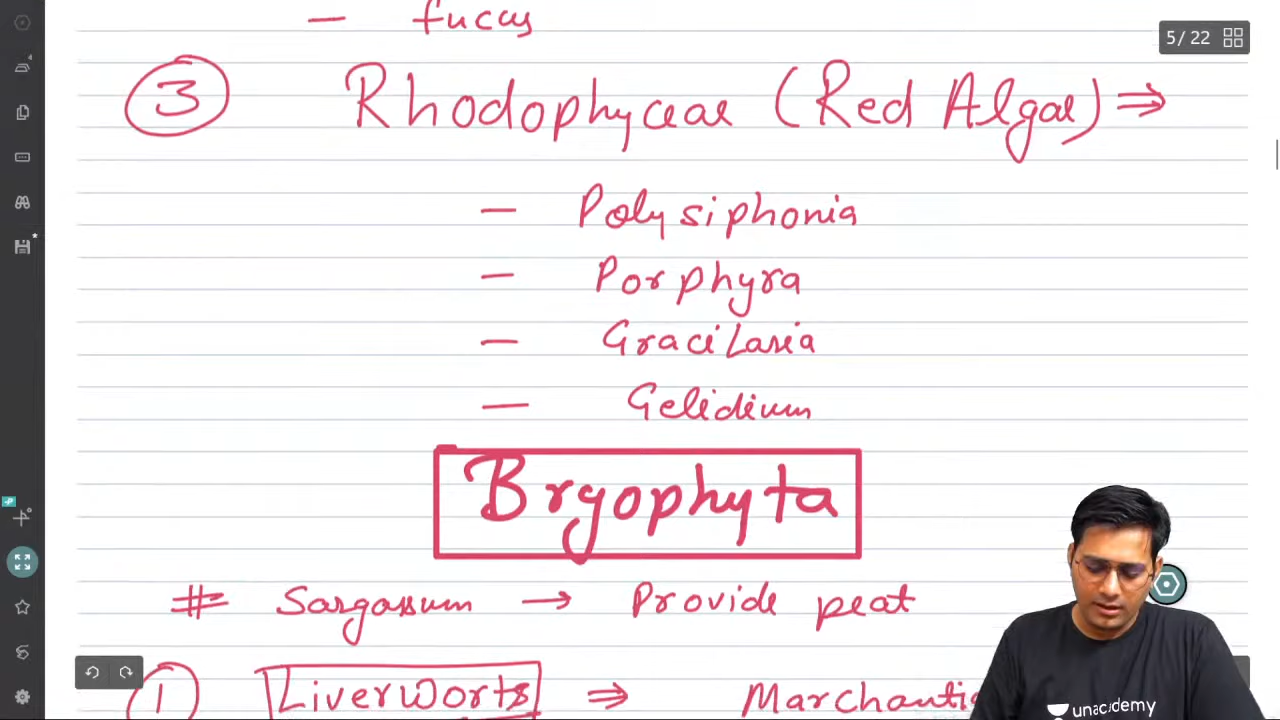 – fucus
5/ 22
③ Rhodophyceae (Red Algae) ⇒
– Polysiphonia
– Porphyra
– Gracilaria
– Gelidium
Bryophyta
# Sargassum → Provide peat
① LiverWorts ⇒ Marchantia
unacademy